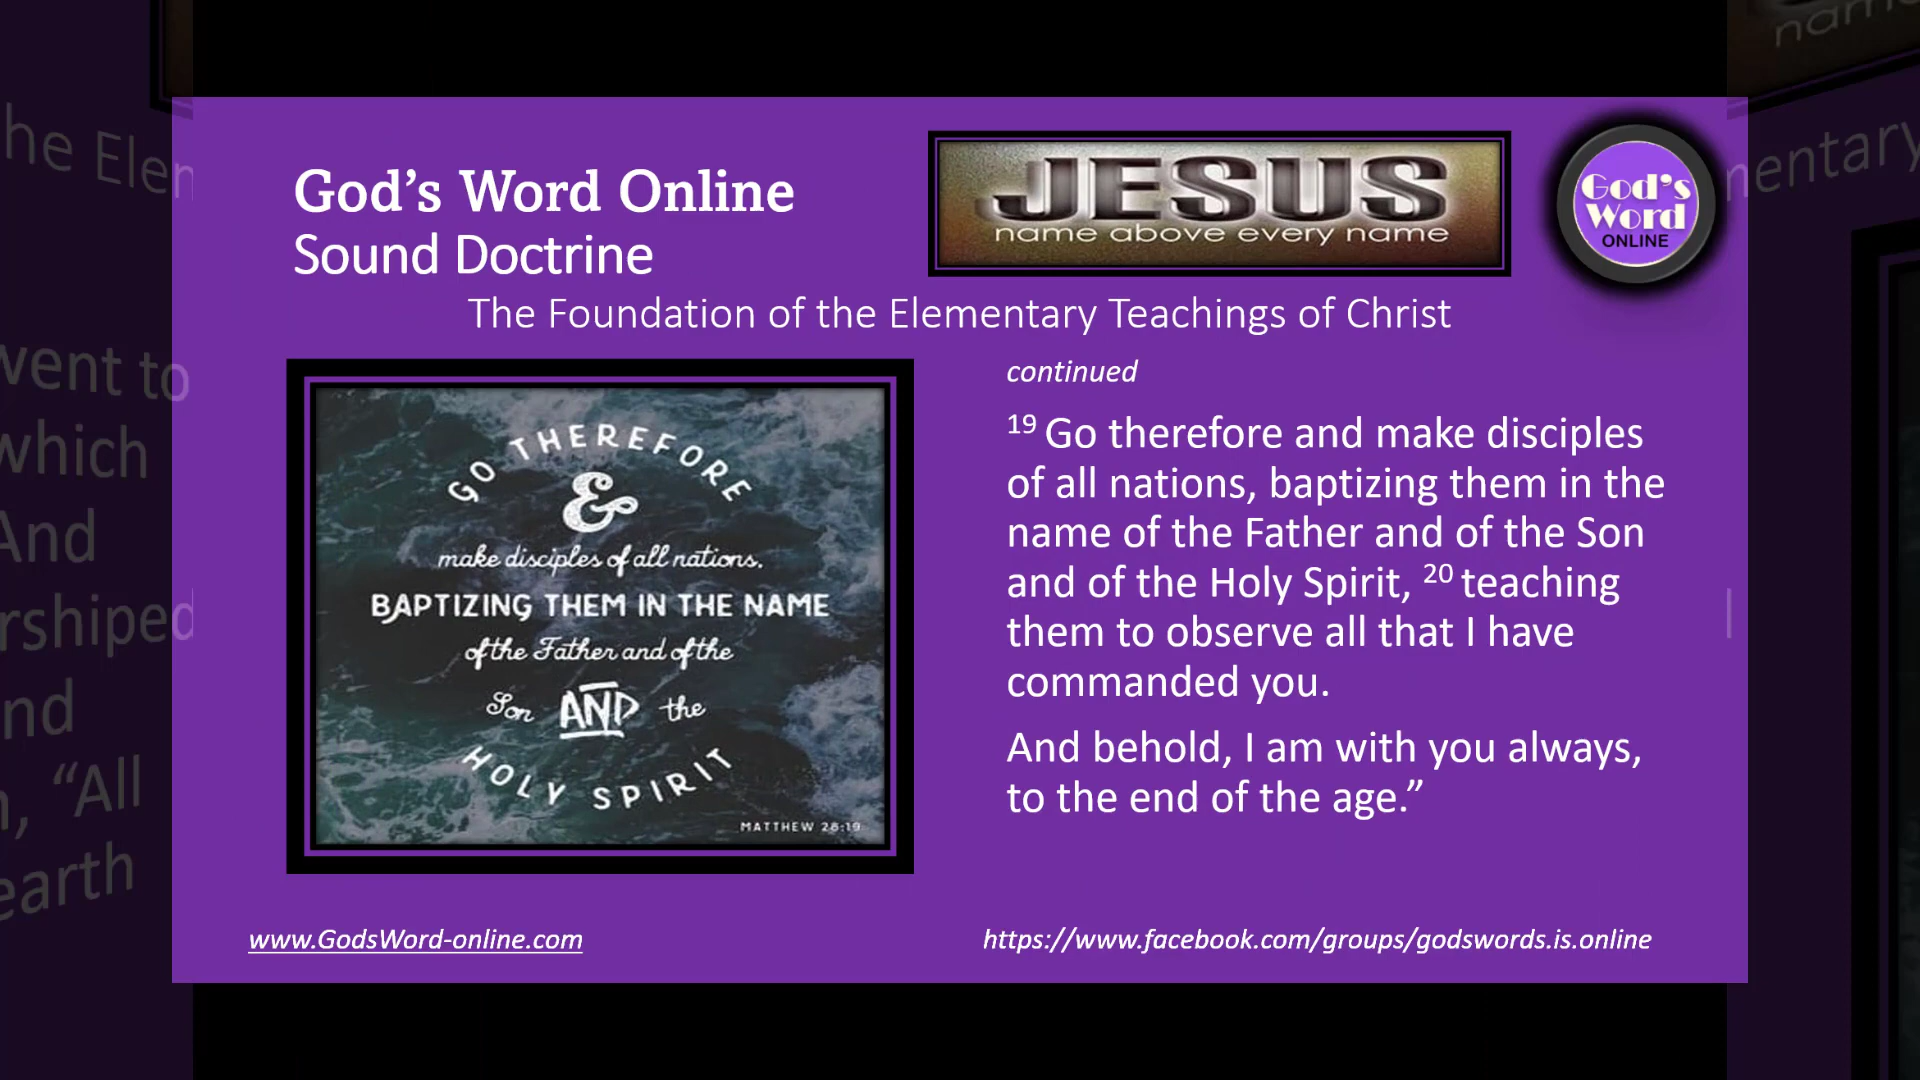 God's Word Online
Sound Doctrine
JESUS
name above every name
God's
Word
ONLINE
The Foundation of the Elementary Teachings of Christ
GO THEREFORE
&
make disciples of all nations,
BAPTIZING THEM IN THE NAME
of the Father and of the
Son AND the
HOLY SPIRIT
MATTHEW 28:19
continued
19 Go therefore and make disciples
of all nations, baptizing them in the
name of the Father and of the Son
and of the Holy Spirit, 20 teaching
them to observe all that I have
commanded you.
And behold, I am with you always,
to the end of the age.”
www.GodsWord-online.com
https://www.facebook.com/groups/godswords.is.online
he Elem
went to
which
And
rshiped
nd
, “All
earth
name
mentary